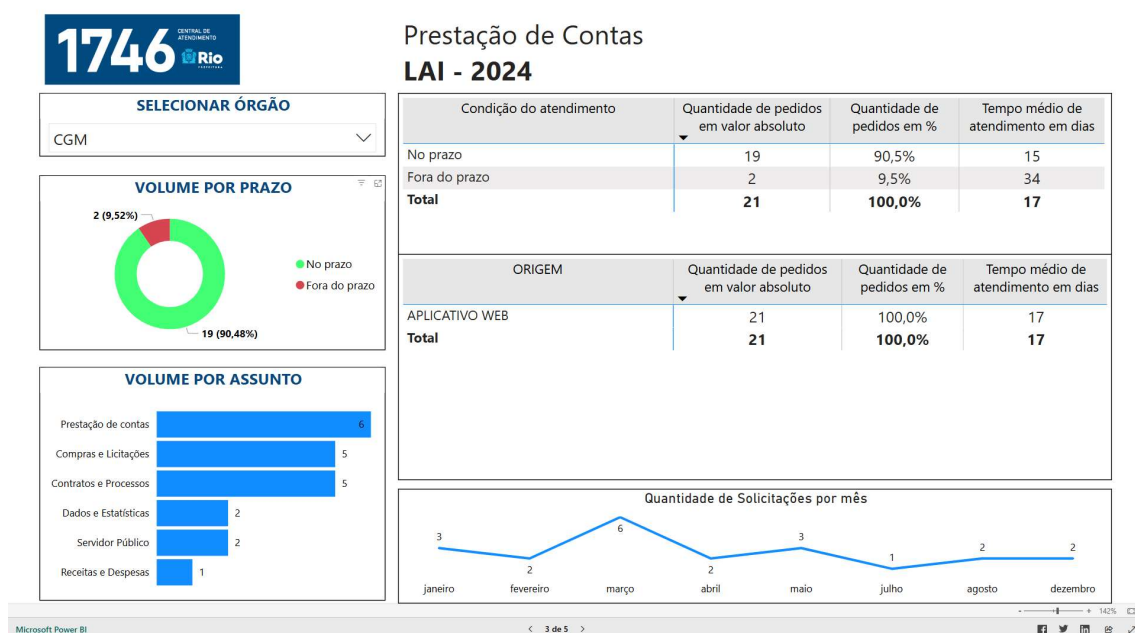 1746
CENTRAL DE
ATENDIMENTO
Rio
PREFEITURA
Prestação de Contas
LAI - 2024
SELECIONAR ÓRGÃO
CGM
VOLUME POR PRAZO
2 (9,52%)
No prazo
Fora do prazo
19 (90,48%)
VOLUME POR ASSUNTO
Prestação de contas 6
Compras e Licitações 5
Contratos e Processos 5
Dados e Estatísticas 2
Servidor Público 2
Receitas e Despesas 1
Condição do atendimento Quantidade de pedidos em valor absoluto Quantidade de pedidos em % Tempo médio de atendimento em dias
No prazo 19 90,5% 15
Fora do prazo 2 9,5% 34
Total 21 100,0% 17
ORIGEM Quantidade de pedidos em valor absoluto Quantidade de pedidos em % Tempo médio de atendimento em dias
APLICATIVO WEB 21 100,0% 17
Total 21 100,0% 17
Quantidade de Solicitações por mês
3 2 6 2 3 1 2 2
janeiro fevereiro março abril maio julho agosto dezembro
- + 142%
Microsoft Power BI
< 3 de 5 >